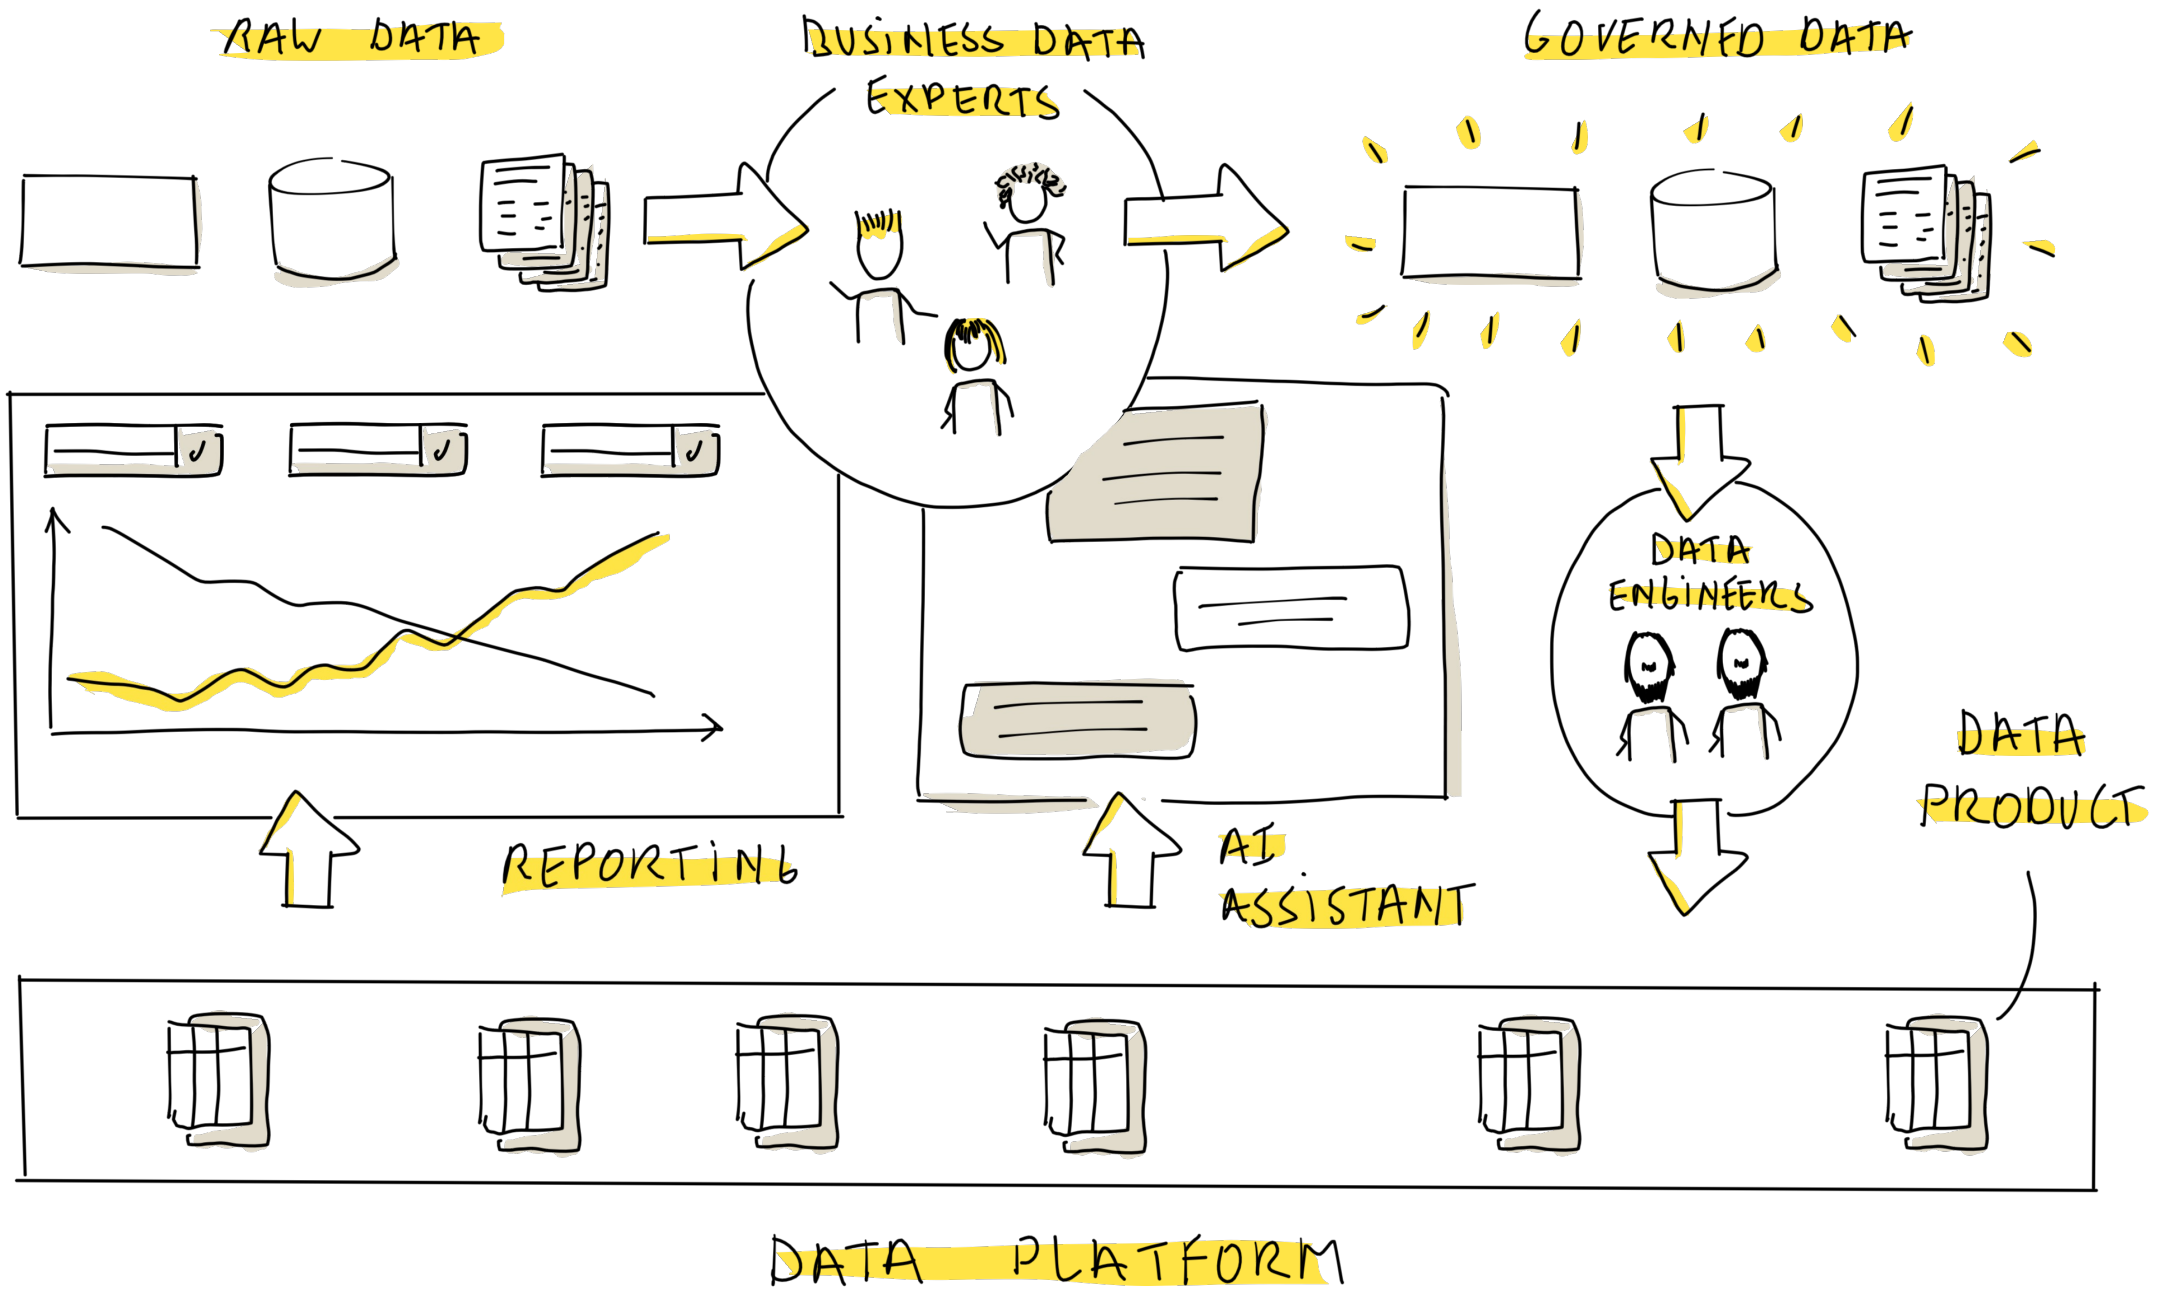 RAW DATA
BUSINESS DATA
EXPERTS
GOVERNED DATA
DATA
ENGINEERS
DATA
PRODUCT
REPORTING
AI
ASSISTANT
DATA PLATFORM